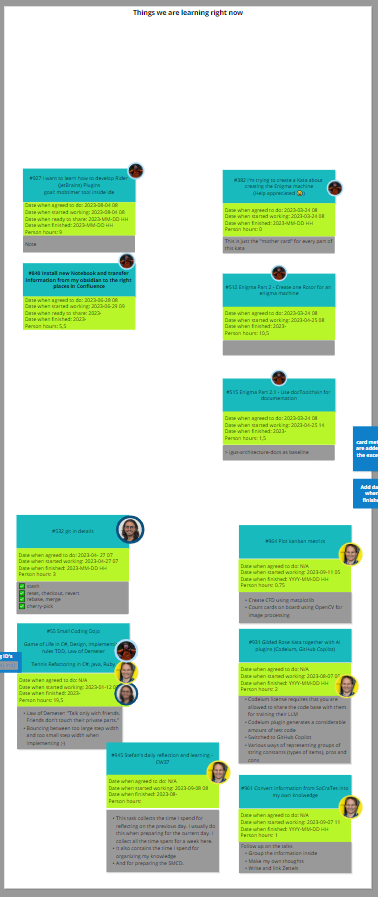 Things we are learning right now
#927 I want to learn how to develop Rider
(JetBrains) Plugins
goal: mobtimer tool inside ide
Date when agreed to do: 2023-09-04 08
Date when started working: 2023-09-04 08
Date when ready to share: 2023-MM-DD HH
Date when finished: 2023-MM-DD HH
Person hours: 9
None
#648 Install new Notebook and transfer
information from my obsidian to the right
places in Confluence
Date when agreed to do: 2023-06-28 08
Date when started working: 2023-06-29 09
Date when ready to share: 2023-
Date when finished: 2023-
Person hours: 5,5
I'm trying to create a Kata about
creating the Enigma machine
(Help appreciated
Date when agreed to do: 2023-03-24 08
Date when started working: 2023-03-24 08
Date when finished: 2023-MM-DD HH
Person hours: 0
This is just the "mother card" for every part of
this kata
#512 Enigma Part 2 - Create one Rotor for an
enigma machine
Date when agreed to do: 2023-03-24 08
Date when started working: 2023-04-25 08
Date when finished: 2023-
Person hours: 10,5
#515 Enigma Part 2.1 - Use docToolchain for
documentation
Date when agreed to do: 2023-03-24 08
Date when started working: 2023-04-25 14
Date when finished: 2023-
Person hours: 1,5
as baseline
card
are added
the
Add da
when
finish
#532 git in details
Date when agreed to do: 2023-04-27 07
Date when started working: 2023-04-27 07
Date when finished: 2023-MM-DD HH
Person hours: 3
reset, checkout, revert
rebase, merge
cherry-pick
#55 Small Coding Dojo
Game of Life in C#, Design, Implement
rules TDD, Law of Demeter
Tennis Refactoring in C#, Java, Ruby
Date when agreed to do: N/A
Date when started working:
Date when finished: 2023-
Person hours: 19,5
• Law of Demeter: "Talk only with friends.
Friends don't touch their private parts."
• Bouncing between too large step width
and too small step width when
implementing :-)
#945 Stefan's daily reflection and learning -
CW37
Date when agreed to do: N/A
Date when started working: 2023-09-08 08
Date when finished: 2023-09-
Person hours:
• This task collects the time I spend for
reflecting on the previous day. I usually do
this when preparing for the current day. I
collect all the time spent for a week here.
• It also contains the time I spend for
organising my knowledge
• And for preparing the SMCD.
#964 PoC kanban metrics
Date when agreed to do: N/A
Date when started working: 2023-09-11 05
Date when finished: YYYY-MM-DD HH
Person hours: 0.75
• Create CFD using matplotlib
• Count cards on board using OpenCV for
image processing
#931 Gilded Rose Kata together with AI
plugins (Codeium, GitHub Copilot)
Date when agreed to do: N/A
Date when started working: 2023-09-07 07
Date when finished: YYYY-MM-DD HH
Person hours: 2
• Codeium license requires that you are
allowed to share the code base with them
for training their LLM
• Codeium plugin generates a considerable
amount of test code
• Switched to GitHub Copilot
• Various ways of representing groups of
string constants (types of items), pros and
cons
Convert information from SoCraTes into
my own knowledge
Date when agreed to do: N/A
Date when started working: 2023-09-07 11
Date when finished: YYYY-MM-DD HH
Person hours: 1
Follow up on the talks
• Group the information inside
• Make my own thoughts
• Write and link Details